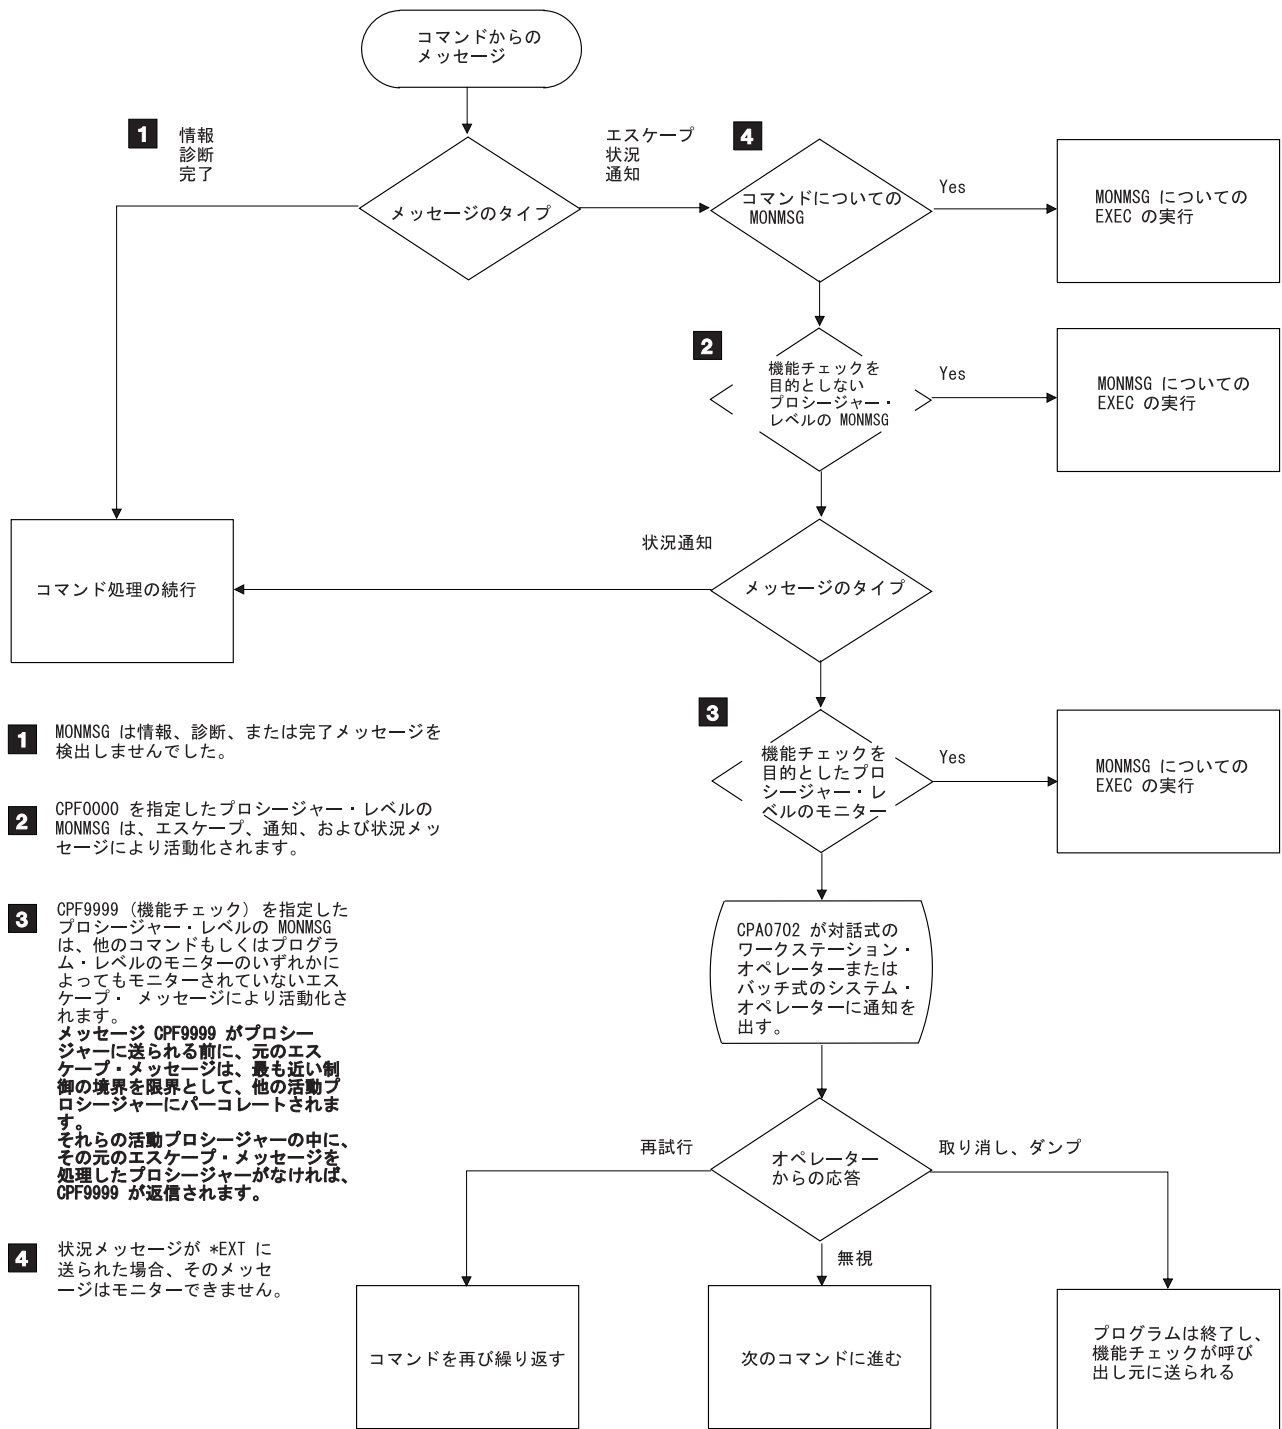 コマンドからの
メッセージ
1
情報
診断
完了
エスケープ
状況
通知
4
メッセージのタイプ
コマンドについての
MONMSG
Yes
MONMSG についての
EXEC の実行
2
機能チェックを
目的としない
プロシージャー・
レベルの MONMSG
Yes
MONMSG についての
EXEC の実行
状況通知
コマンド処理の続行
メッセージのタイプ
3
機能チェックを
目的としたプロ
シージャー・レ
ベルのモニター
Yes
MONMSG についての
EXEC の実行
CPA0702 が対話式の
ワークステーション・
オペレーターまたは
バッチ式のシステム・
オペレーターに通知を
出す。
再試行
オペレーター
からの応答
取り消し、ダンプ
無視
コマンドを再び繰り返す
次のコマンドに進む
プログラムは終了し、
機能チェックが呼び
出し元に送られる
1
MONMSG は情報、診断、または完了メッセージを
検出しませんでした。
2
CPF0000 を指定したプロシージャー・レベルの
MONMSG は、エスケープ、通知、および状況メッ
セージにより活動化されます。
3
CPF9999 (機能チェック) を指定した
プロシージャー・レベルの MONMSG
は、他のコマンドもしくはプログラ
ム・レベルのモニターのいずれかに
よってもモニターされていないエス
ケープ・ メッセージにより活動化さ
れます。
メッセージ CPF9999 がプロシー
ジャーに送られる前に、元のエス
ケープ・メッセージは、最も近い制
御の境界を限界として、他の活動プ
ロシージャーにパーコレートされま
す。
それらの活動プロシージャーの中に、
その元のエスケープ・メッセージを
処理したプロシージャーがなければ、
CPF9999 が返信されます。
4
状況メッセージが *EXT に
送られた場合、そのメッセ
ージはモニターできません。